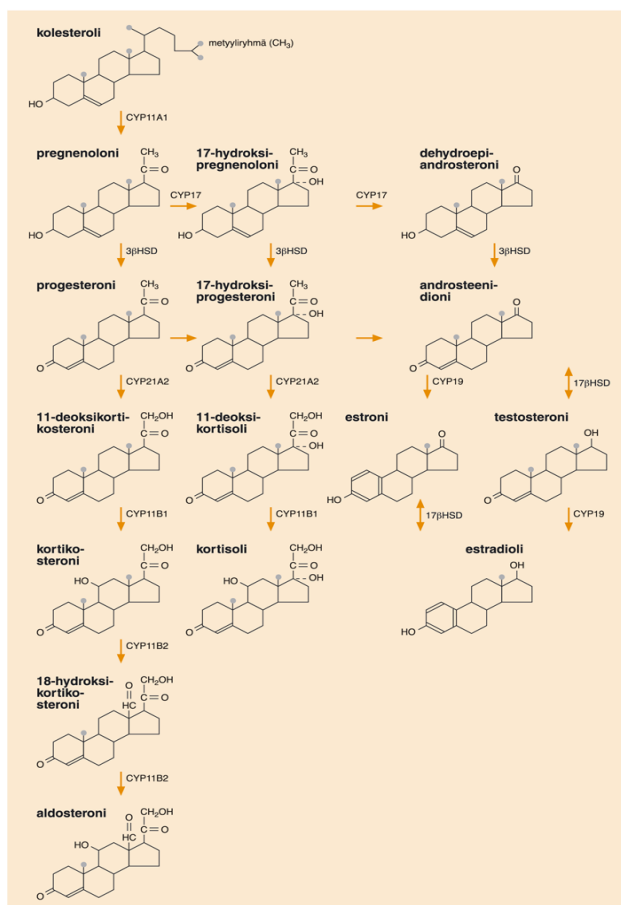 kolesteroli
metyyliryhmä (CH₃)
HO
CYP11A1
pregnenoloni
CH₃
C=O
HO
CYP17
17-hydroksi-
pregnenoloni
CH₃
C=O
OH
HO
CYP17
dehydroepi-
androsteroni
O
HO
3βHSD
3βHSD
3βHSD
progesteroni
CH₃
C=O
O
17-hydroksi-
progesteroni
CH₃
C=O
OH
O
androsteeni-
dioni
O
O
CYP21A2
CYP21A2
CYP19
17βHSD
11-deoksikorti-
kosteroni
CH₂OH
C=O
O
11-deoksi-
kortisoli
CH₂OH
C=O
OH
O
estroni
O
HO
testosteroni
OH
O
CYP11B1
CYP11B1
17βHSD
CYP19
kortiko-
steroni
CH₂OH
C=O
HO
O
kortisoli
CH₂OH
C=O
HO
OH
O
estradioli
OH
HO
CYP11B2
18-hydroksi-
kortiko-
steroni
CH₂OH
O
C=O
HC
O
CYP11B2
aldosteroni
CH₂OH
O
C=O
HO
HC
O